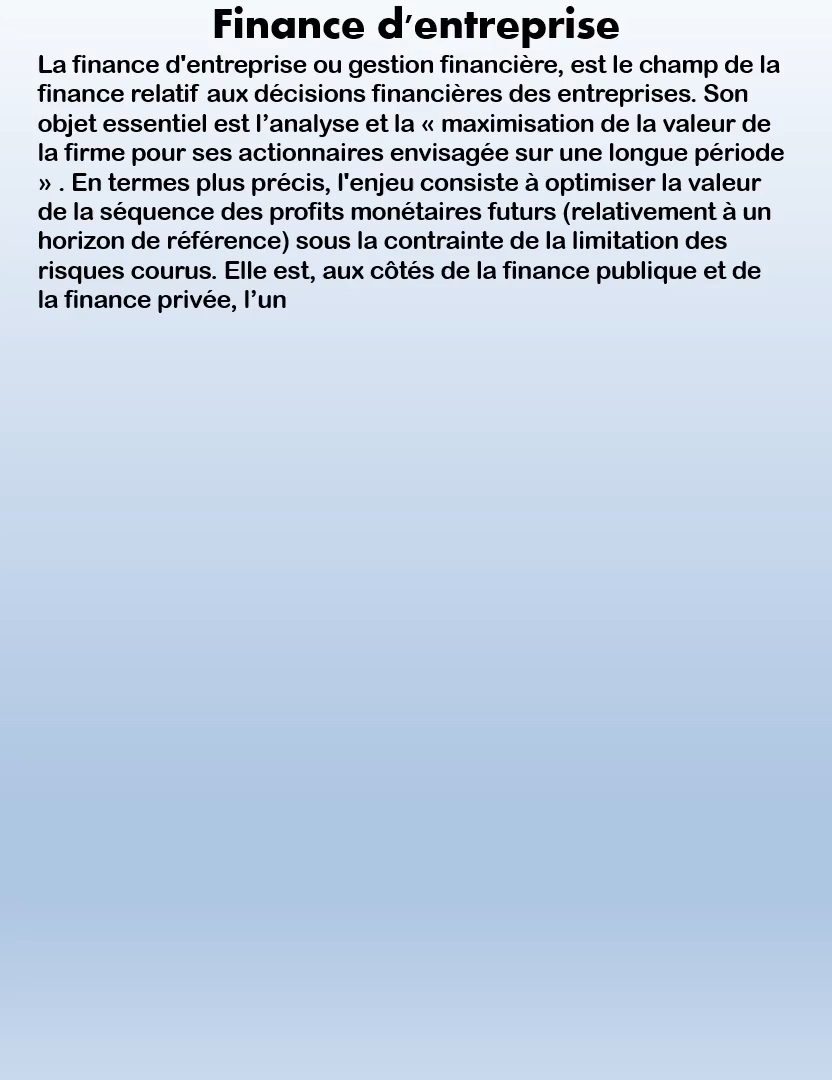 Finance d'entreprise
La finance d'entreprise ou gestion financière, est le champ de la
finance relatif aux décisions financières des entreprises. Son
objet essentiel est l’analyse et la « maximisation de la valeur de
la firme pour ses actionnaires envisagée sur une longue période
» . En termes plus précis, l'enjeu consiste à optimiser la valeur
de la séquence des profits monétaires futurs (relativement à un
horizon de référence) sous la contrainte de la limitation des
risques courus. Elle est, aux côtés de la finance publique et de
la finance privée, l’un